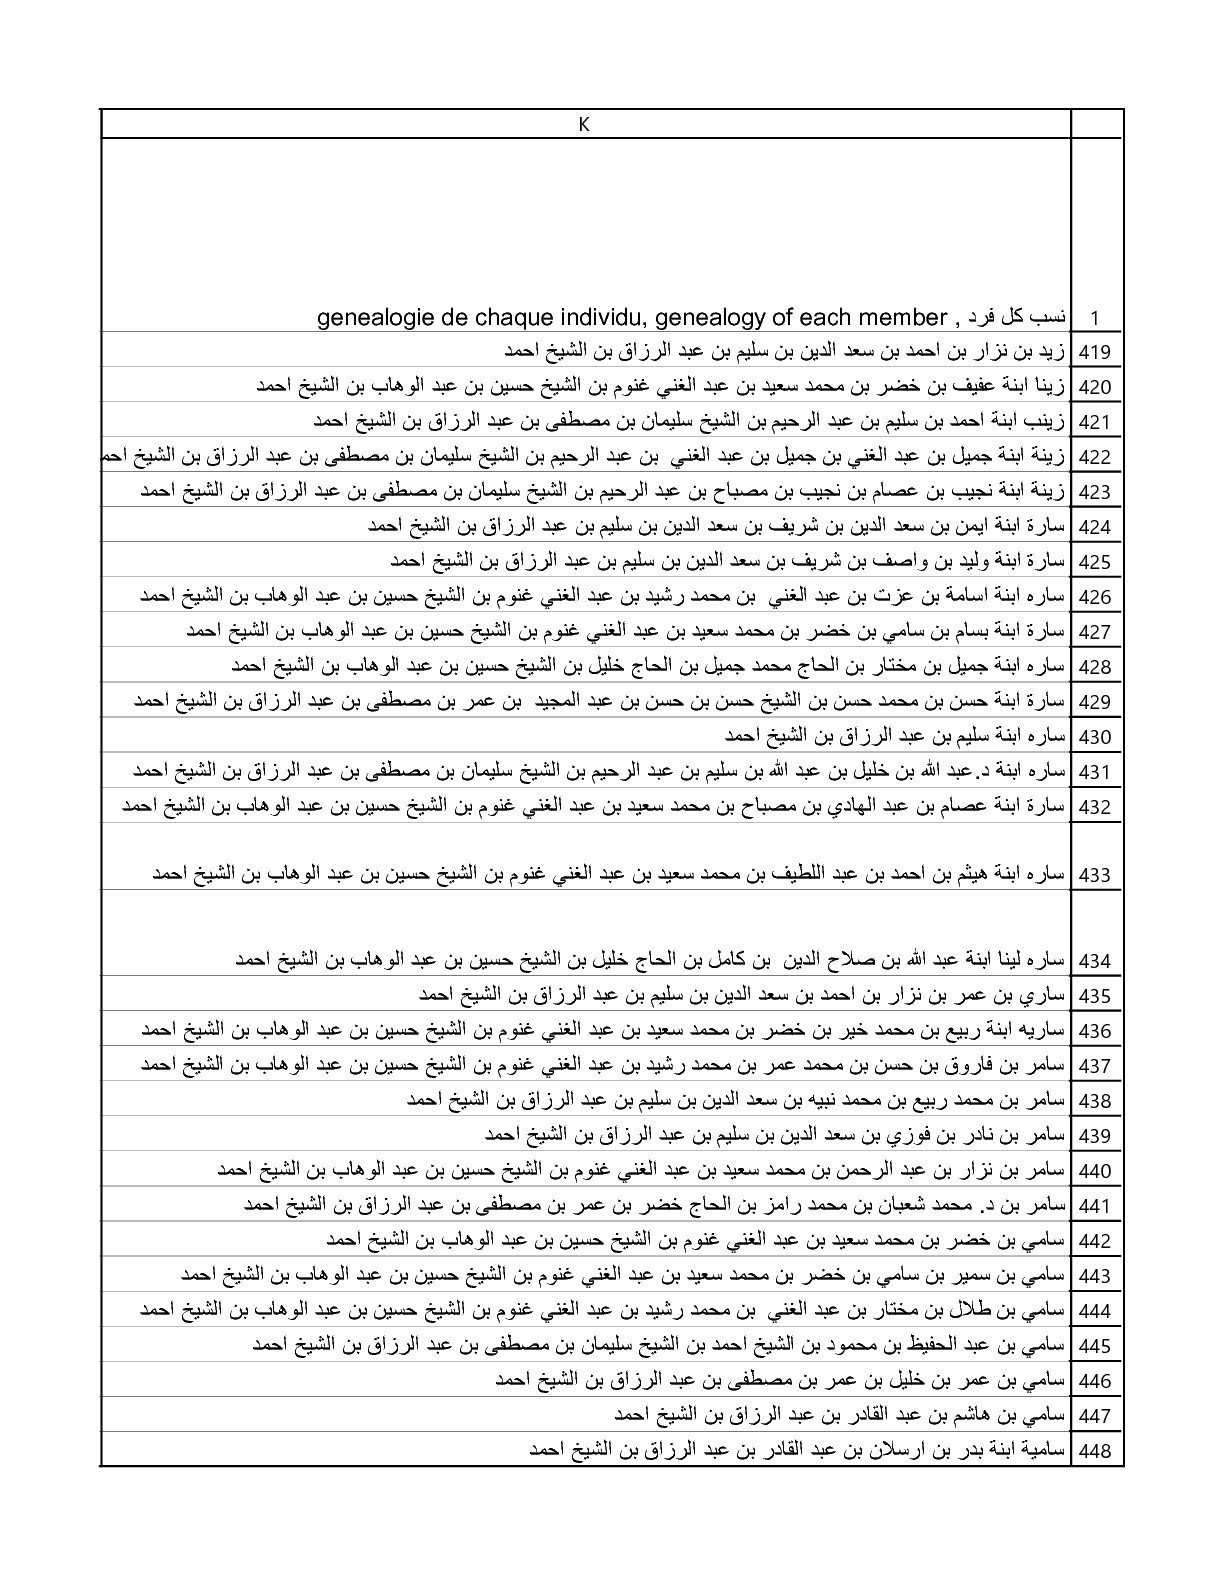 K
1 نسب كل فرد , genealogie de chaque individu, genealogy of each member
419 زيد بن نزار بن احمد بن سعد الدين بن سليم بن عبد الرزاق بن الشيخ احمد
420 زينا ابنة عفيف بن خضر بن محمد سعيد بن عبد الغني غنوم بن الشيخ حسين بن عبد الوهاب بن الشيخ احمد
421 زينب ابنة احمد بن سليم بن عبد الرحيم بن الشيخ سليمان بن مصطفى بن عبد الرزاق بن الشيخ احمد
422 زينة ابنة جميل بن عبد الغني بن جميل بن عبد الغني  بن عبد الرحيم بن الشيخ سليمان بن مصطفى بن عبد الرزاق بن الشيخ احم
423 زينة ابنة نجيب بن عصام بن نجيب بن مصباح بن عبد الرحيم بن الشيخ سليمان بن مصطفى بن عبد الرزاق بن الشيخ احمد
424 سارة ابنة ايمن بن سعد الدين بن شريف بن سعد الدين بن سليم بن عبد الرزاق بن الشيخ احمد
425 سارة ابنة وليد بن واصف بن شريف بن سعد الدين بن سليم بن عبد الرزاق بن الشيخ احمد
426 ساره ابنة اسامة بن عزت بن عبد الغني  بن محمد رشيد بن عبد الغني غنوم بن الشيخ حسين بن عبد الوهاب بن الشيخ احمد
427 سارة ابنة بسام بن سامي بن خضر بن محمد سعيد بن عبد الغني غنوم بن الشيخ حسين بن عبد الوهاب بن الشيخ احمد
428 ساره ابنة جميل بن مختار بن الحاج محمد جميل بن الحاج خليل بن الشيخ حسين بن عبد الوهاب بن الشيخ احمد
429 سارة ابنة حسن بن محمد حسن بن الشيخ حسن بن حسن بن عبد المجيد  بن عمر بن مصطفى بن عبد الرزاق بن الشيخ احمد
430 ساره ابنة سليم بن عبد الرزاق بن الشيخ احمد
431 ساره ابنة د.عبد الله بن خليل بن عبد الله بن سليم بن عبد الرحيم بن الشيخ سليمان بن مصطفى بن عبد الرزاق بن الشيخ احمد
432 سارة ابنة عصام بن عبد الهادي بن مصباح بن محمد سعيد بن عبد الغني غنوم بن الشيخ حسين بن عبد الوهاب بن الشيخ احمد
433 ساره ابنة هيثم بن احمد بن عبد اللطيف بن محمد سعيد بن عبد الغني غنوم بن الشيخ حسين بن عبد الوهاب بن الشيخ احمد
434 ساره لينا ابنة عبد الله بن صلاح الدين  بن كامل بن الحاج خليل بن الشيخ حسين بن عبد الوهاب بن الشيخ احمد
435 ساري بن عمر بن نزار بن احمد بن سعد الدين بن سليم بن عبد الرزاق بن الشيخ احمد
436 ساريه ابنة ربيع بن محمد خير بن خضر بن محمد سعيد بن عبد الغني غنوم بن الشيخ حسين بن عبد الوهاب بن الشيخ احمد
437 سامر بن فاروق بن حسن بن محمد عمر بن محمد رشيد بن عبد الغني غنوم بن الشيخ حسين بن عبد الوهاب بن الشيخ احمد
438 سامر بن محمد ربيع بن محمد نبيه بن سعد الدين بن سليم بن عبد الرزاق بن الشيخ احمد
439 سامر بن نادر بن فوزي بن سعد الدين بن سليم بن عبد الرزاق بن الشيخ احمد
440 سامر بن نزار بن عبد الرحمن بن محمد سعيد بن عبد الغني غنوم بن الشيخ حسين بن عبد الوهاب بن الشيخ احمد
441 سامر بن د. محمد شعبان بن محمد رامز بن الحاج خضر بن عمر بن مصطفى بن عبد الرزاق بن الشيخ احمد
442 سامي بن خضر بن محمد سعيد بن عبد الغني غنوم بن الشيخ حسين بن عبد الوهاب بن الشيخ احمد
443 سامي بن سمير بن سامي بن خضر بن محمد سعيد بن عبد الغني غنوم بن الشيخ حسين بن عبد الوهاب بن الشيخ احمد
444 سامي بن طلال بن مختار بن عبد الغني  بن محمد رشيد بن عبد الغني غنوم بن الشيخ حسين بن عبد الوهاب بن الشيخ احمد
445 سامي بن عبد الحفيظ بن محمود بن الشيخ احمد بن الشيخ سليمان بن مصطفى بن عبد الرزاق بن الشيخ احمد
446 سامي بن عمر بن خليل بن عمر بن مصطفى بن عبد الرزاق بن الشيخ احمد
447 سامي بن هاشم بن عبد القادر بن عبد الرزاق بن الشيخ احمد
448 سامية ابنة بدر بن ارسلان بن عبد القادر بن عبد الرزاق بن الشيخ احمد